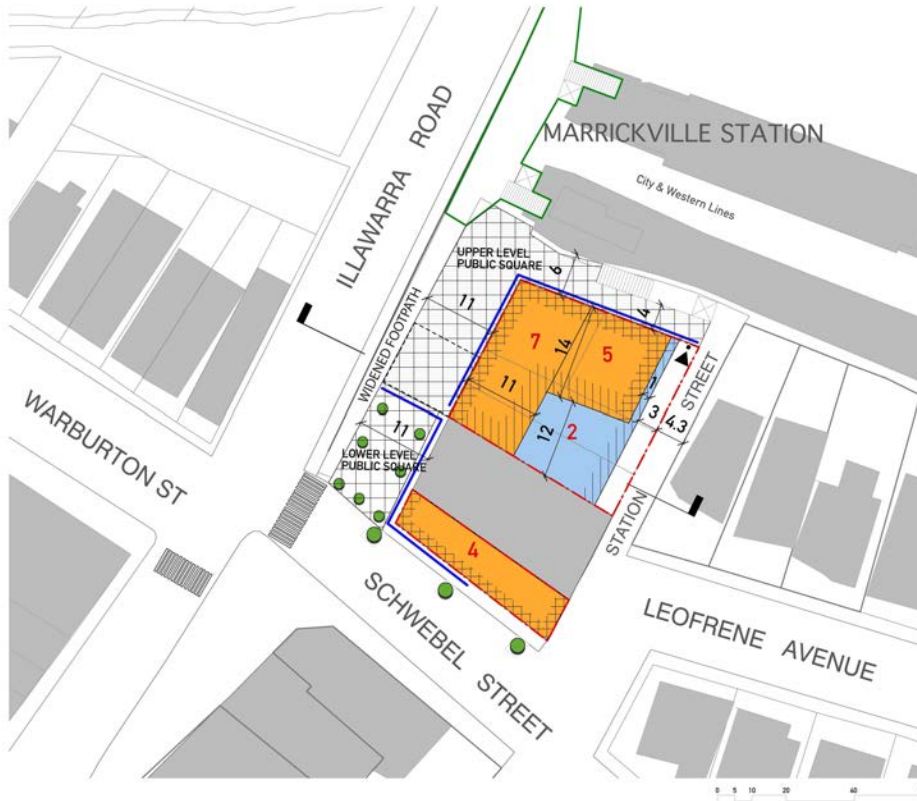 ILLAWARRA ROAD
MARRICKVILLE STATION
City & Western Lines
UPPER LEVEL
PUBLIC SQUARE
6
4
11
WIDENED FOOTPATH
7
14
5
11
1
3
4.3
STATION STREET
12
2
11
LOWER LEVEL
PUBLIC SQUARE
WARBURTON ST
4
SCHWEBEL STREET
LEOFRENE AVENUE
0 5 10 20 40